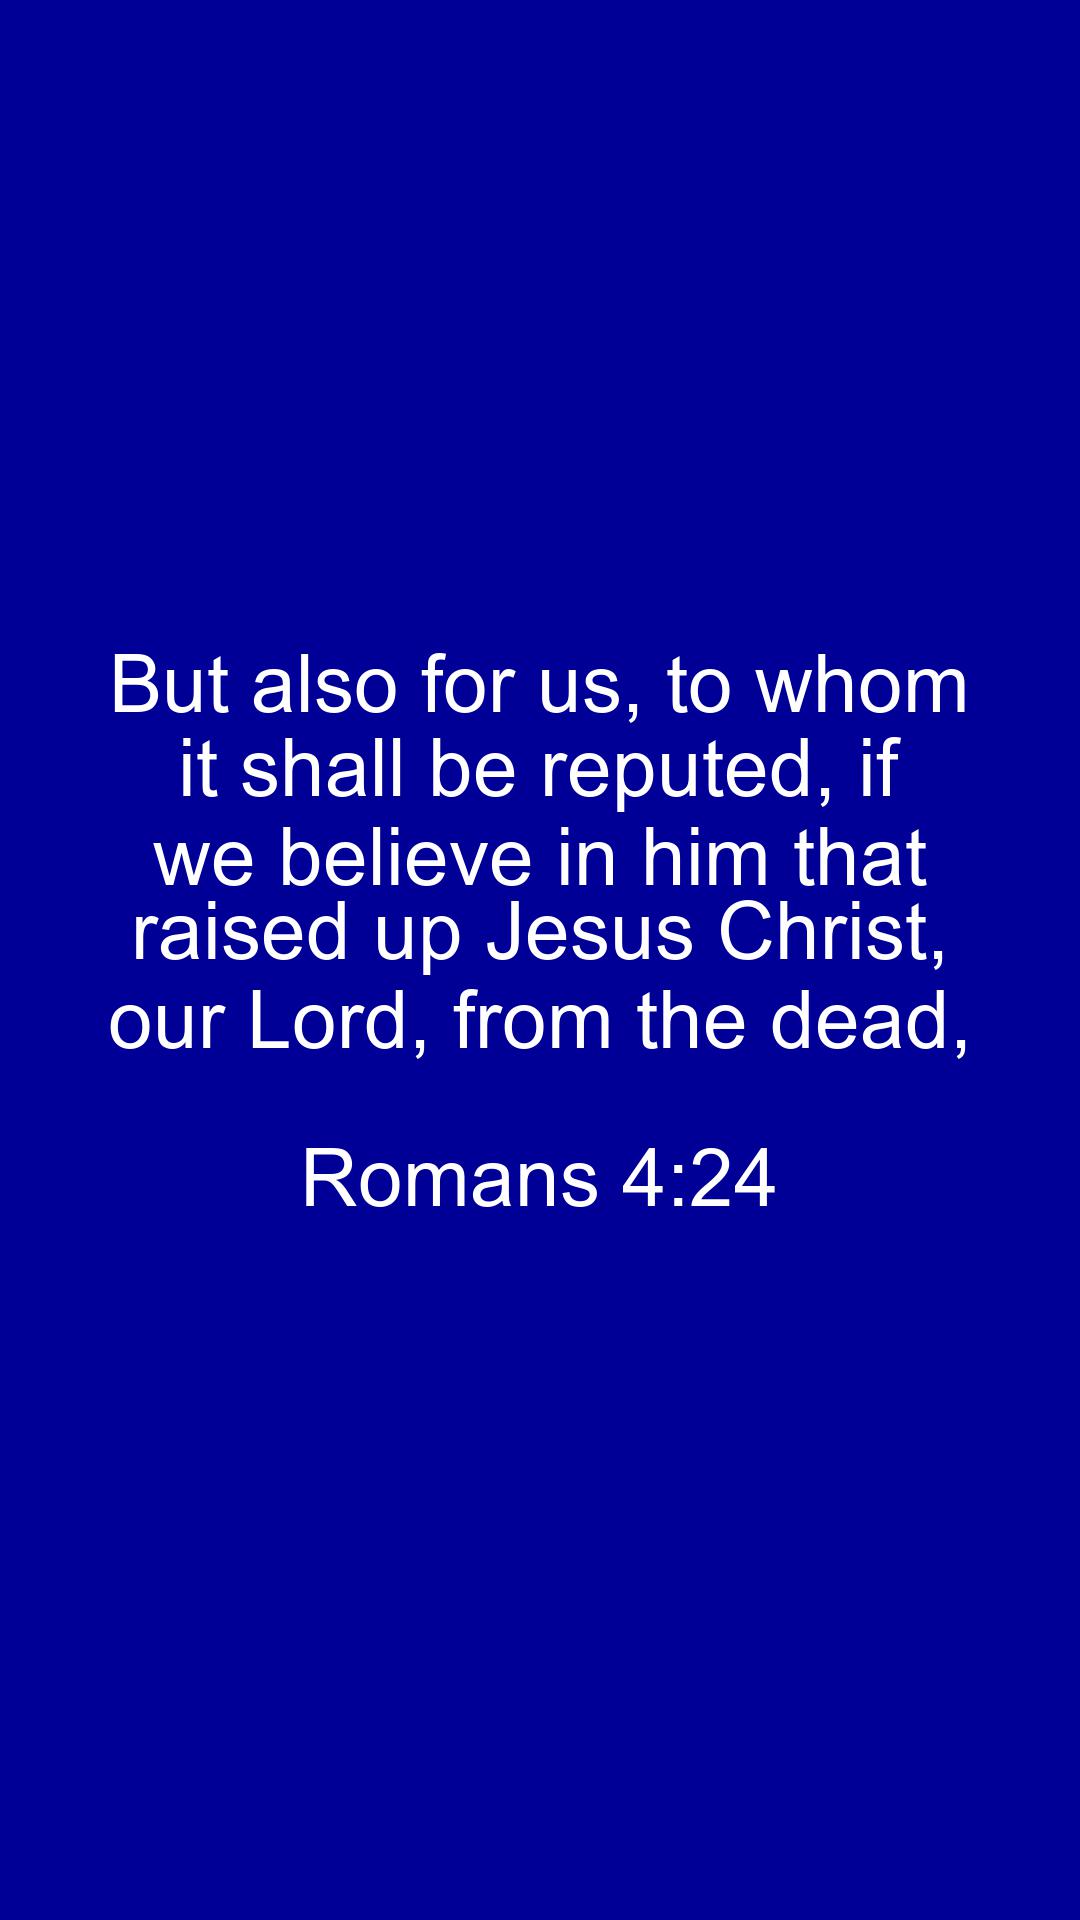 But also for us, to whom
it shall be reputed, if
we believe in him that
raised up Jesus Christ,
our Lord, from the dead,
Romans 4:24